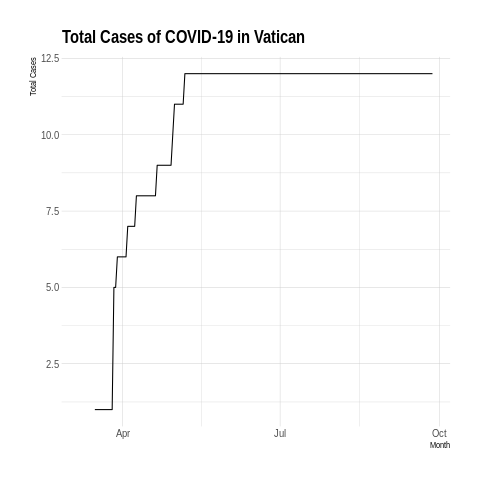 Total Cases of COVID-19 in Vatican
Total Cases
12.5
10.0
7.5
5.0
2.5
Apr Jul Oct
Month